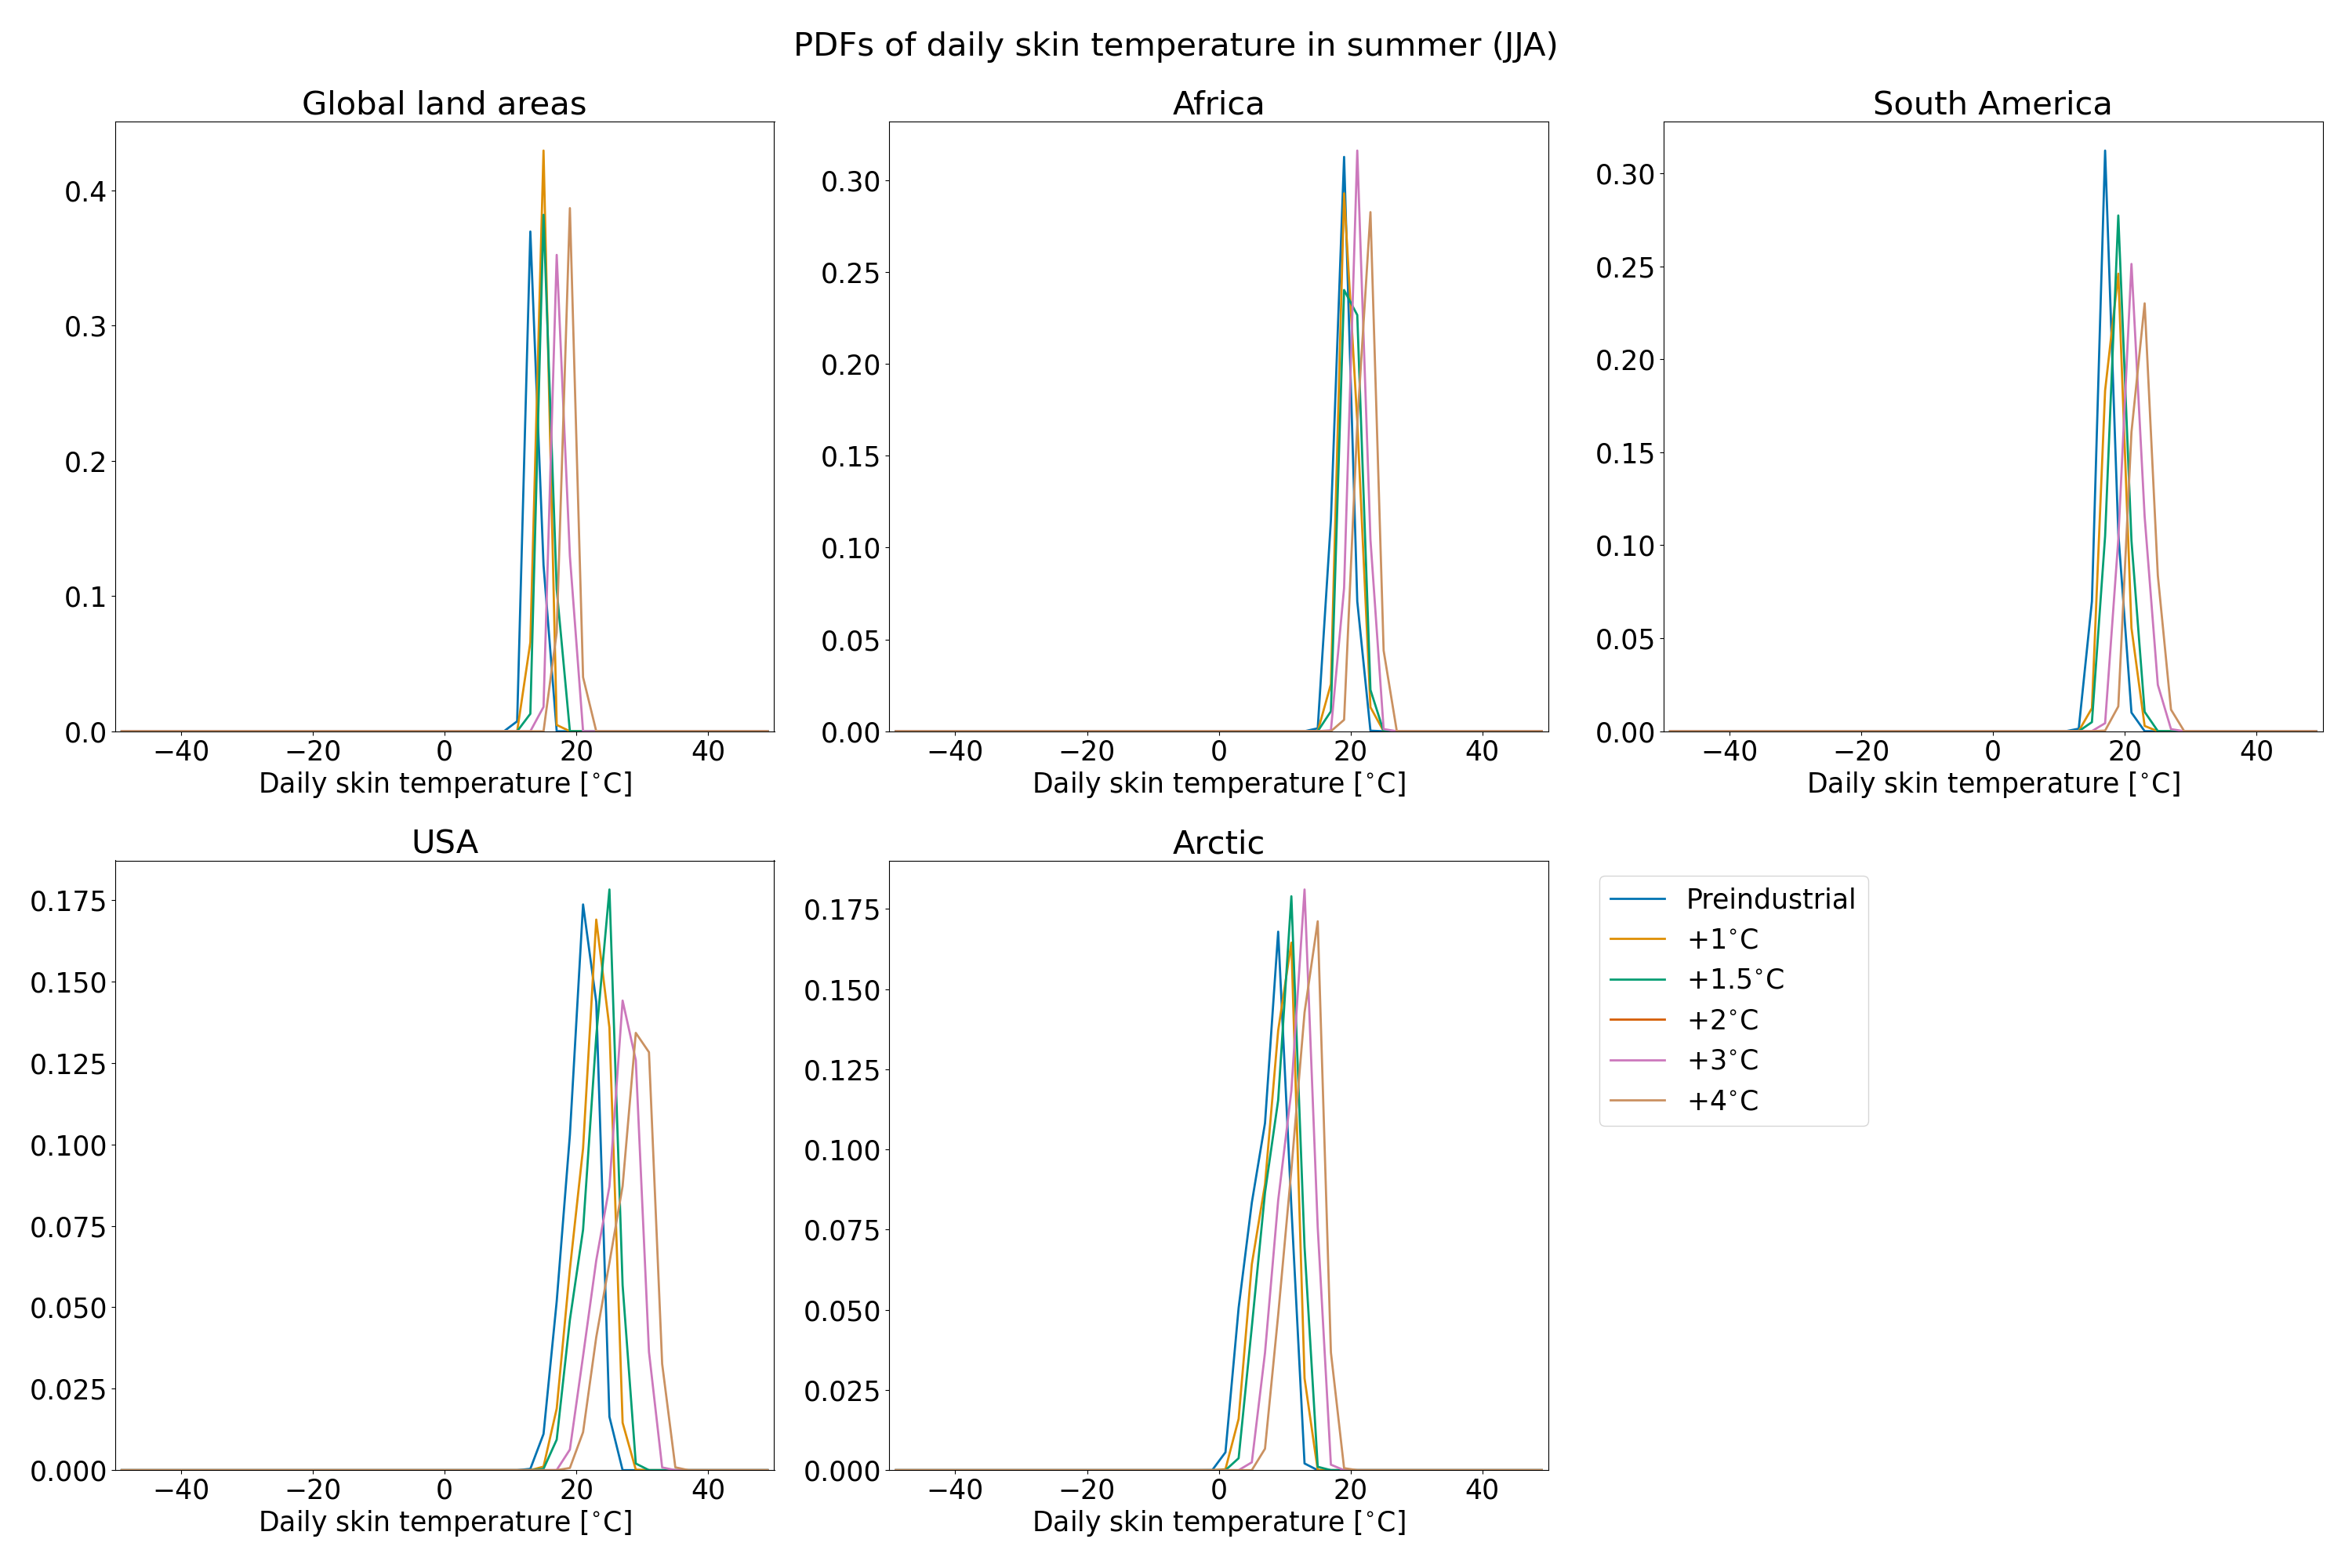 PDFs of daily skin temperature in summer (JJA)
Global land areas
0.4
0.3
0.2
0.1
0.0
−40 −20 0 20 40
Daily skin temperature [°C]
Africa
0.30
0.25
0.20
0.15
0.10
0.05
0.00
−40 −20 0 20 40
Daily skin temperature [°C]
South America
0.30
0.25
0.20
0.15
0.10
0.05
0.00
−40 −20 0 20 40
Daily skin temperature [°C]
USA
0.175
0.150
0.125
0.100
0.075
0.050
0.025
0.000
−40 −20 0 20 40
Daily skin temperature [°C]
Arctic
0.175
0.150
0.125
0.100
0.075
0.050
0.025
0.000
−40 −20 0 20 40
Daily skin temperature [°C]
Preindustrial
+1°C
+1.5°C
+2°C
+3°C
+4°C